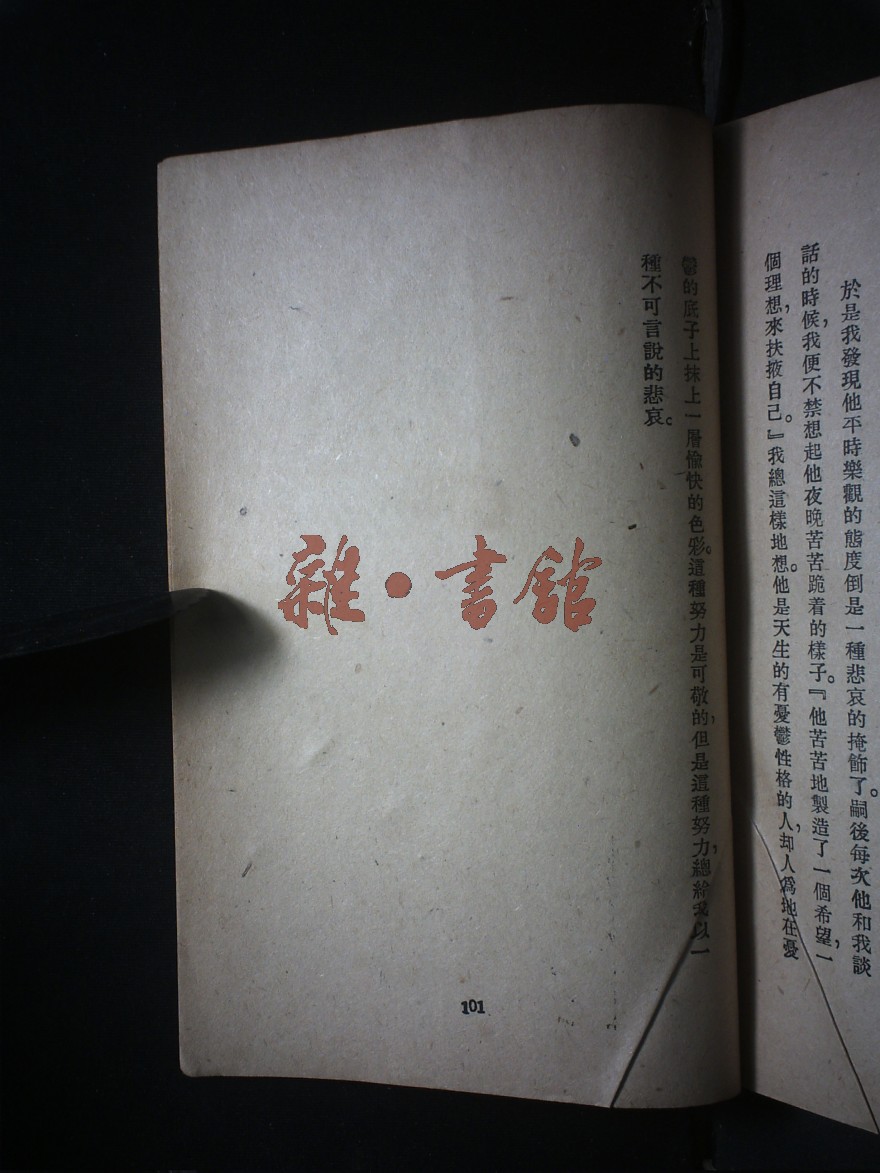 於是我發現他平時樂觀的態度倒是一種悲哀的掩飾了。嗣後每次他和我談
話的時候，我便不禁想起他夜晚苦苦跪着的樣子。『他苦苦地製造了一個希望，一
個理想，來扶掖自己。』我總這樣地想。他是天生的有憂鬱性格的人，却人爲地在憂
鬱的底子上抹上一層愉快的色彩。這種努力是可敬的，但是這種努力，總給我以一
種不可言說的悲哀。
雜·書館
101